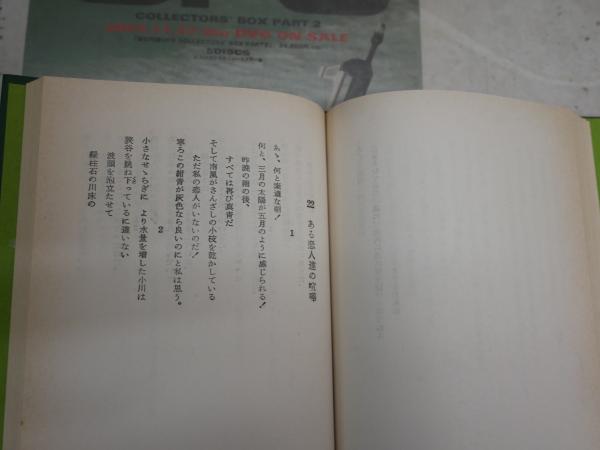 COLLECTORS' BOX PART 2
DVD ON SALE
5DISCS
22 ある恋人達の喧嘩
1
あゝ、何と素適な朝！
何と、三月の太陽が五月のように感じられる！
昨晩の雨の後、
すべては再び真青だ
そして南風がさんざしの小枝を乾かしている
ただ私の恋人がいないのだ！
寧ろこの紺青が灰色なら良いのにと私は思う。
2
小さなせゝらぎに より水量を増した小川は
峡谷を跳ね下っているに違いない
波頭を泡立たせて
柱石の川床の